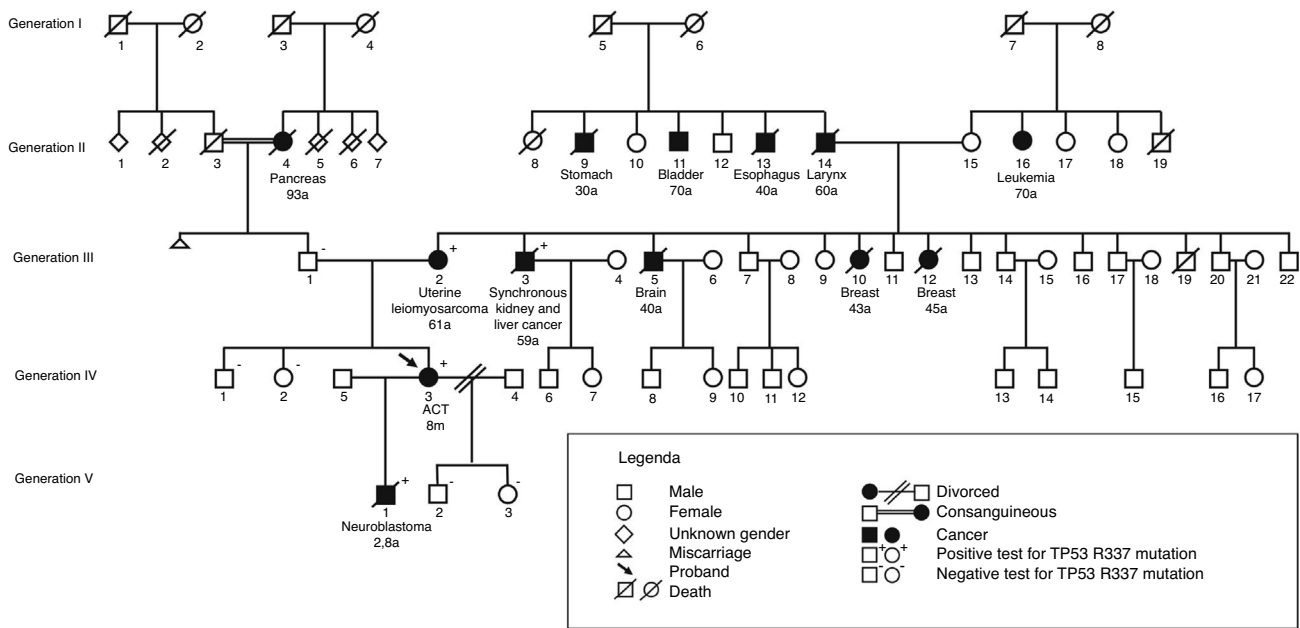 Generation I
1 2 3 4 5 6 7 8
Generation II
1 2 3 4 5 6 7 8 9 10 11 12 13 14 15 16 17 18 19
Pancreas Stomach Bladder Esophagus Larynx Leukemia
93a 30a 70a 40a 60a 70a
Generation III
- + +
1 2 3 4 5 6 7 8 9 10 11 12 13 14 15 16 17 18 19 20 21 22
Uterine Synchronous Brain Breast Breast
leiomyosarcoma kidney and 40a 43a 45a
61a liver cancer
59a
Generation IV
- - +
1 2 5 3 4 6 7 8 9 10 11 12 13 14 15 16 17
ACT
8m
Generation V
+ - -
1 2 3
Neuroblastoma
2,8a
Legenda
Male
Female
Unknown gender
Miscarriage
Proband
Death
Divorced
Consanguineous
Cancer
+ + Positive test for TP53 R337 mutation
- - Negative test for TP53 R337 mutation